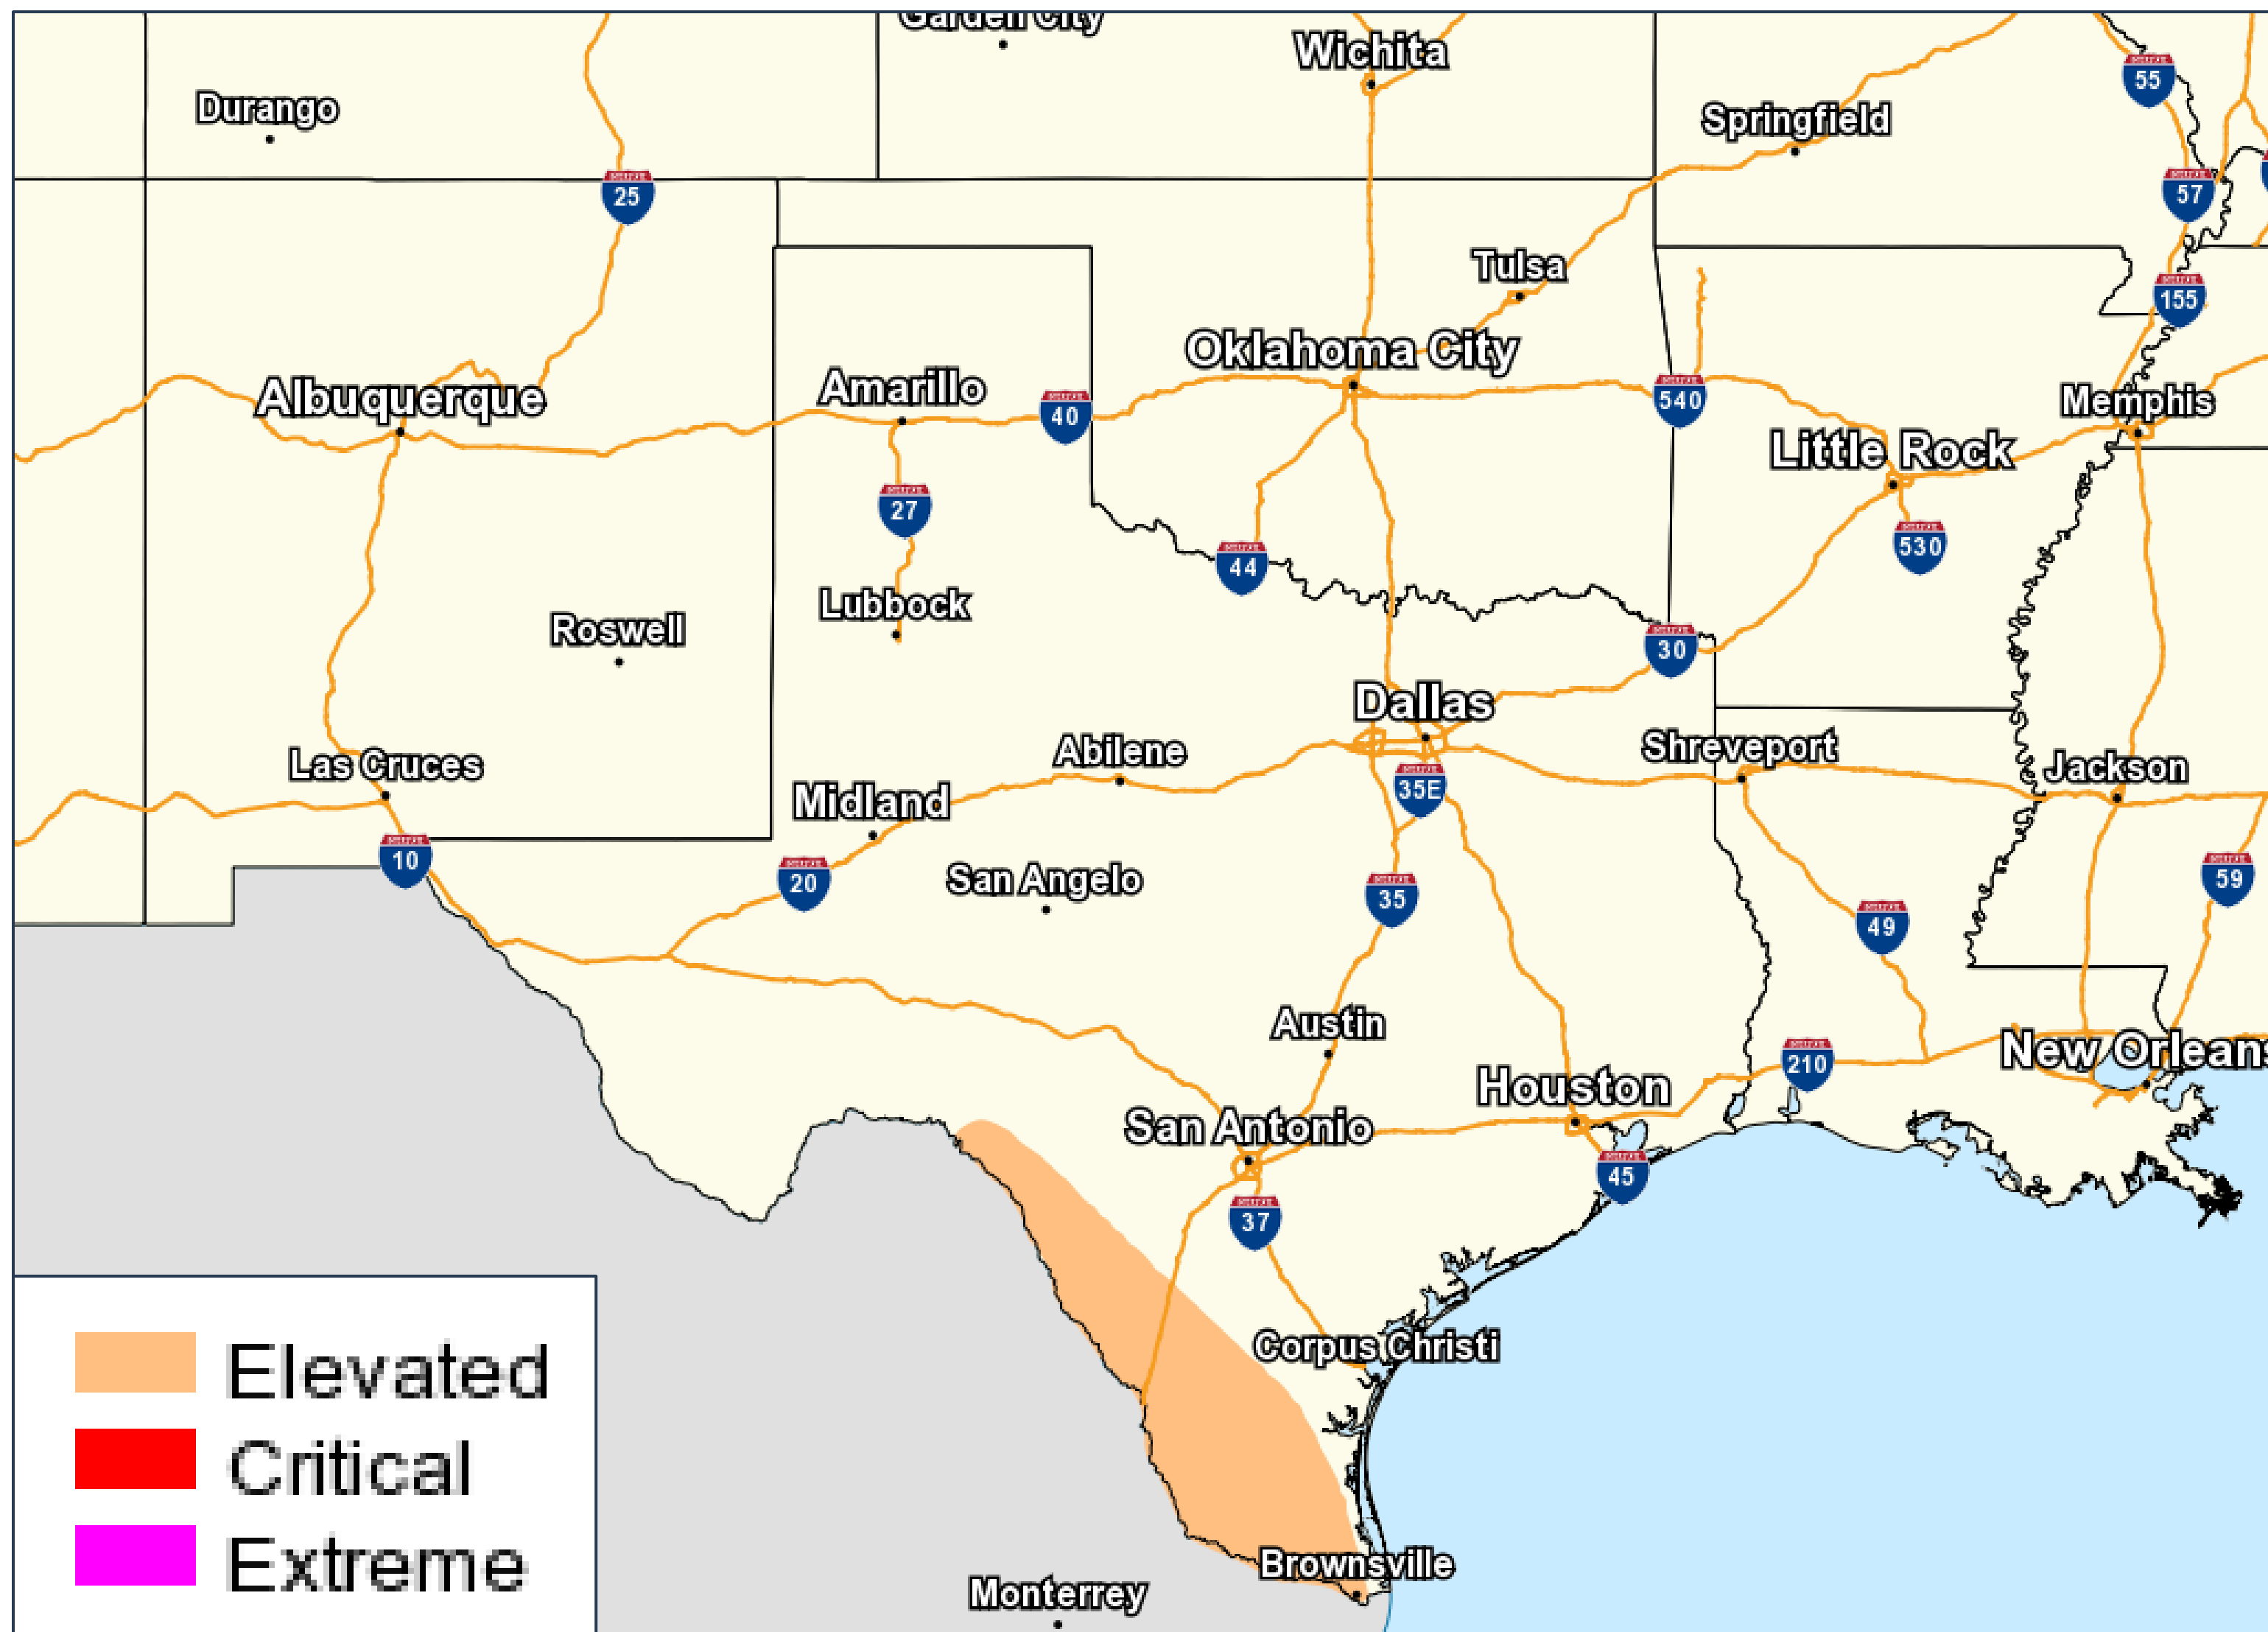 Garden City
Wichita
55
Durango
Springfield
25
57
Tulsa
155
Oklahoma City
Albuquerque
Amarillo
40
540
Memphis
Little Rock
27
530
44
Lubbock
Roswell
30
Dallas
Las Cruces
Abilene
Shreveport
Jackson
35E
Midland
10
20
San Angelo
35
59
49
Austin
New Orleans
210
Houston
San Antonio
45
37
Corpus Christi
Elevated
Critical
Extreme
Brownsville
Monterrey